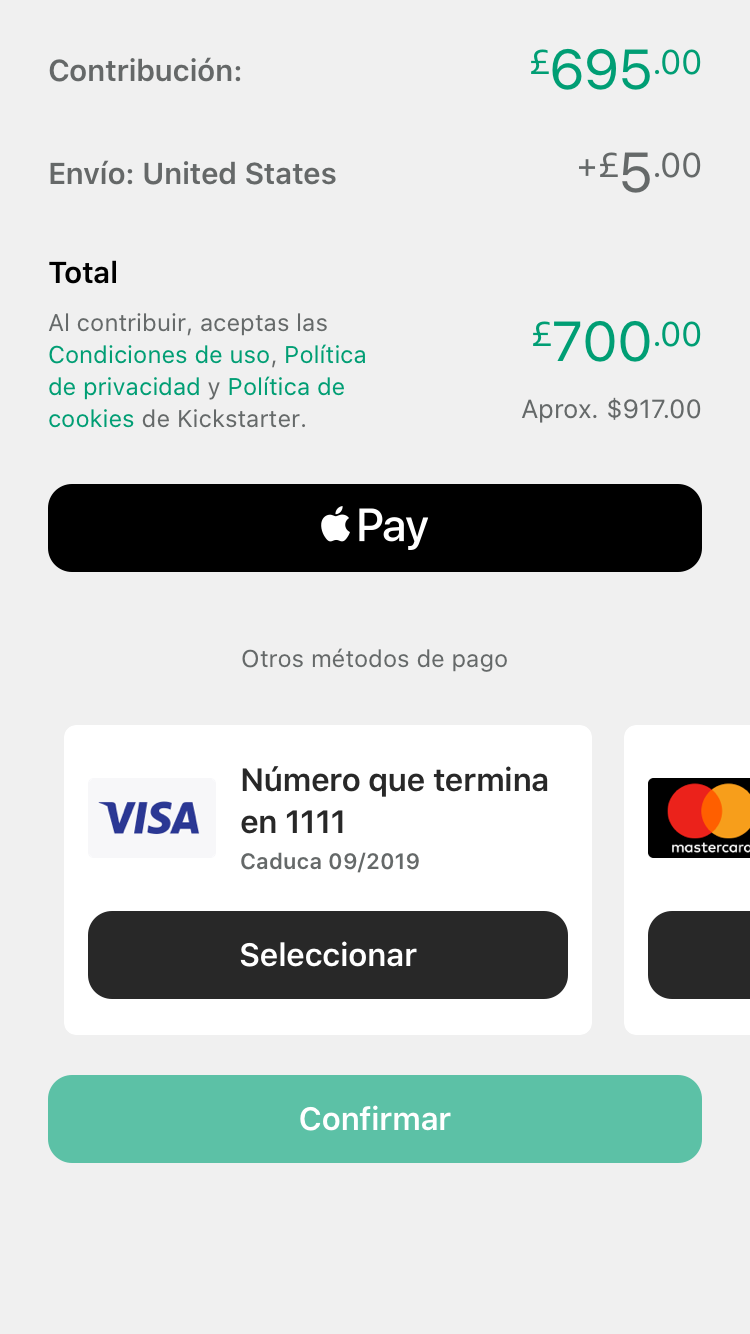 Contribución:
£695.00
Envío: United States
+£5.00
Total
Al contribuir, aceptas las
Condiciones de uso, Política
de privacidad y Política de
cookies de Kickstarter.
£700.00
Aprox. $917.00
Pay
Otros métodos de pago
VISA
Número que termina
en 1111
Caduca 09/2019
Seleccionar
mastercard
Confirmar